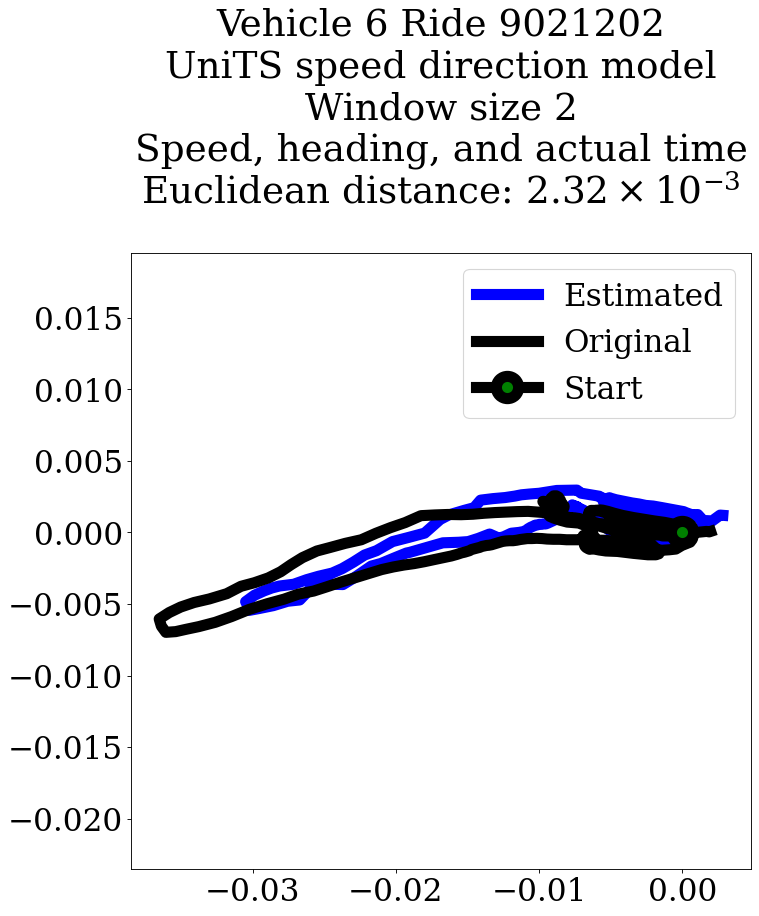 Vehicle 6 Ride 9021202
UniTS speed direction model
Window size 2
Speed, heading, and actual time
Euclidean distance: 2.32 × 10⁻³
Estimated
Original
Start
0.015
0.010
0.005
0.000
−0.005
−0.010
−0.015
−0.020
−0.03 −0.02 −0.01 0.00